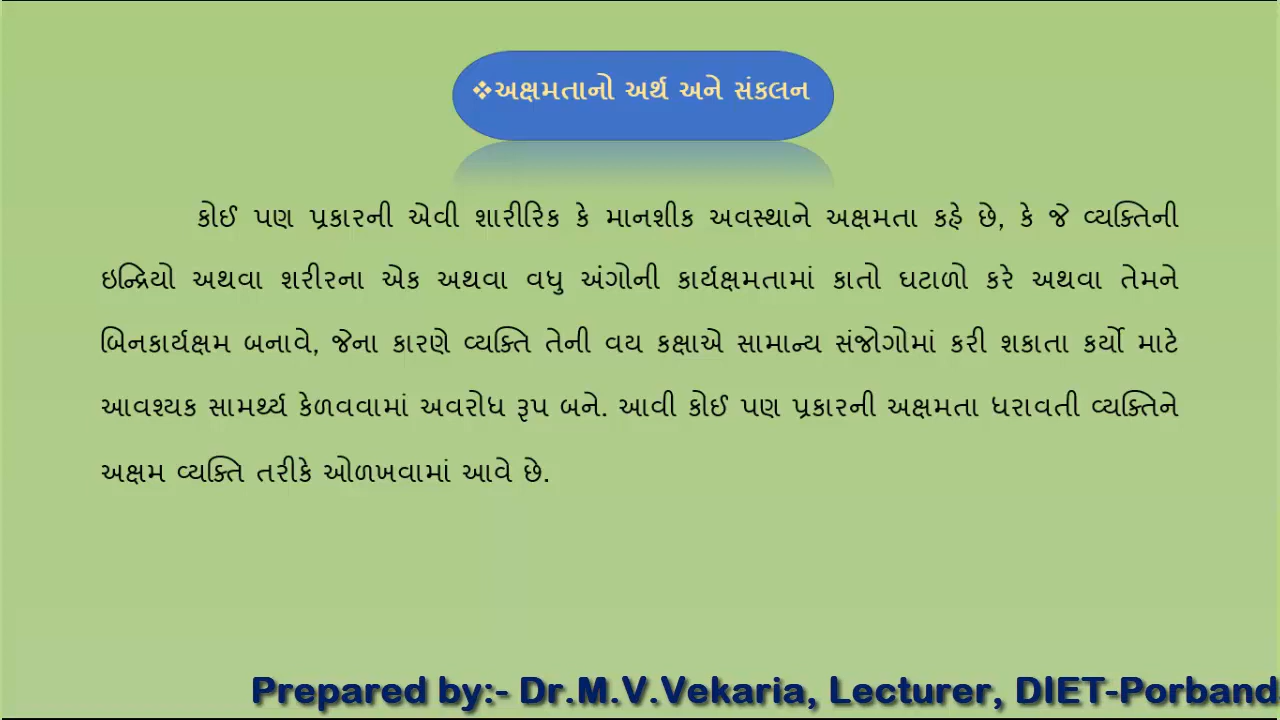 ❖અક્ષમતાનો અર્થ અને સંકલન
કોઈ પણ પ્રકારની એવી શારીરિક કે માનશીક અવસ્થાને અક્ષમતા કહે છે, કે જે વ્યક્તિની
ઇન્દ્રિયો અથવા શરીરના એક અથવા વધુ અંગોની કાર્યક્ષમતામાં કાતો ઘટાળો કરે અથવા તેમને
બિનકાર્યક્ષમ બનાવે, જેના કારણે વ્યક્તિ તેની વય કક્ષાએ સામાન્ય સંજોગોમાં કરી શકાતા કર્યો માટે
આવશ્યક સામર્થ્ય કેળવવામાં અવરોધ રૂપ બને. આવી કોઈ પણ પ્રકારની અક્ષમતા ધરાવતી વ્યક્તિને
અક્ષમ વ્યક્તિ તરીકે ઓળખવામાં આવે છે.
Prepared by:- Dr.M.V.Vekaria, Lecturer, DIET-Porband